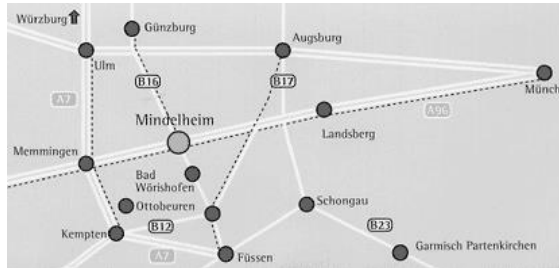 Würzburg
Günzburg
Augsburg
Ulm
B16
B17
Münch
A7
Mindelheim
A96
Landsberg
Memmingen
Bad
Wörishofen
Ottobeuren
Schongau
B12
B23
Kempten
A7
Füssen
Garmisch Partenkirchen